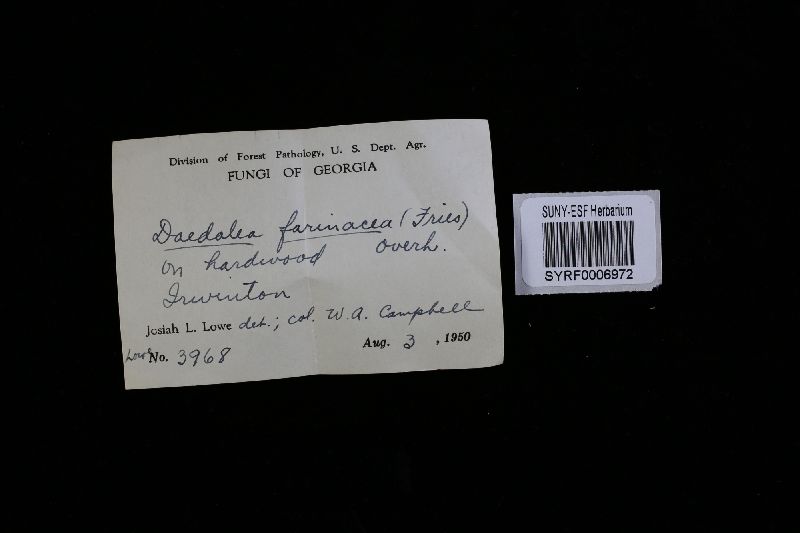 Division of Forest Pathology, U. S. Dept. Agr.
FUNGI OF GEORGIA
Daedalea farinacea (Fries)
on hardwood Overh.
Irwinton
Josiah L. Lowe det.; col. W. A. Campbell
Aug. 3, 1950
Lowe No. 3968
SUNY-ESF Herbarium
SYRF0006972